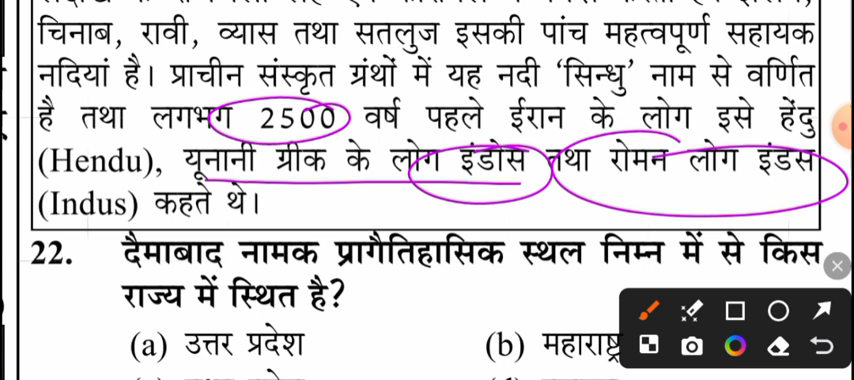 चिनाब, रावी, व्यास तथा सतलुज इसकी पांच महत्वपूर्ण सहायक
नदियां है। प्राचीन संस्कृत ग्रंथों में यह नदी ‘सिन्धु’ नाम से वर्णित
है तथा लगभग 2500 वर्ष पहले ईरान के लोग इसे हेंदु
(Hendu), यूनानी ग्रीक के लोग इंडोस तथा रोमन लोग इंडस
(Indus) कहते थे।
22. दैमाबाद नामक प्रागैतिहासिक स्थल निम्न में से किस
राज्य में स्थित है?
(a) उत्तर प्रदेश (b) महाराष्ट्र